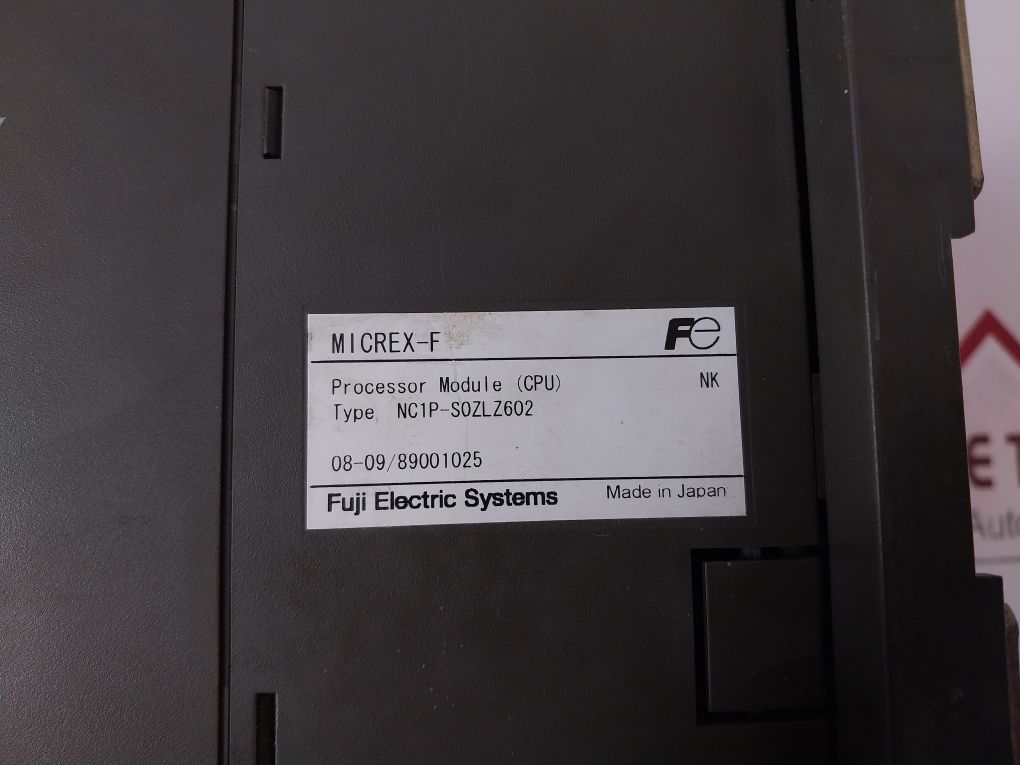 MICREX-F
Fe
Processor Module (CPU)
NK
Type NC1P-S0ZLZ602
08-09/89001025
Fuji Electric Systems
Made in Japan